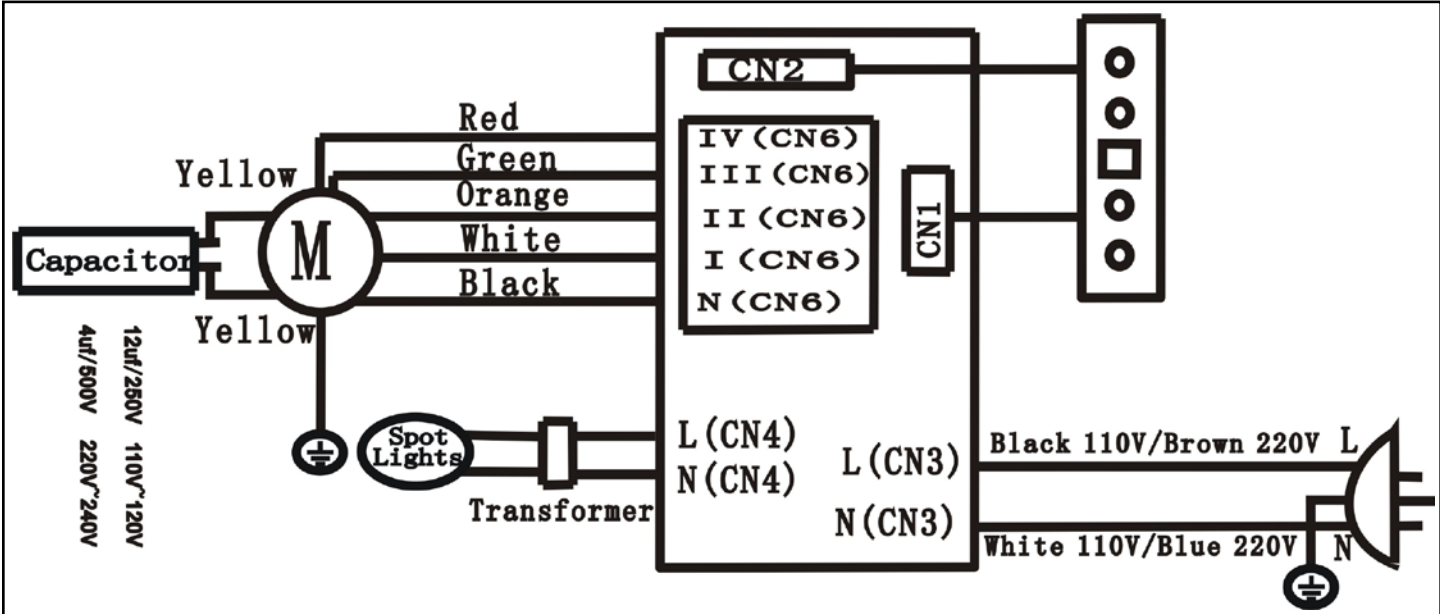 CN2
Red
IV (CN6)
Green
III (CN6)
Yellow
Orange
II (CN6)
CN1
M
White
I (CN6)
Capacitor
Black
N (CN6)
Yellow
12uf/250V 110V~120V
4uf/500V 220V~240V
Spot
Lights
L (CN4)
N (CN4)
Transformer
L (CN3)
Black 110V/Brown 220V
L
N (CN3)
White 110V/Blue 220V
N